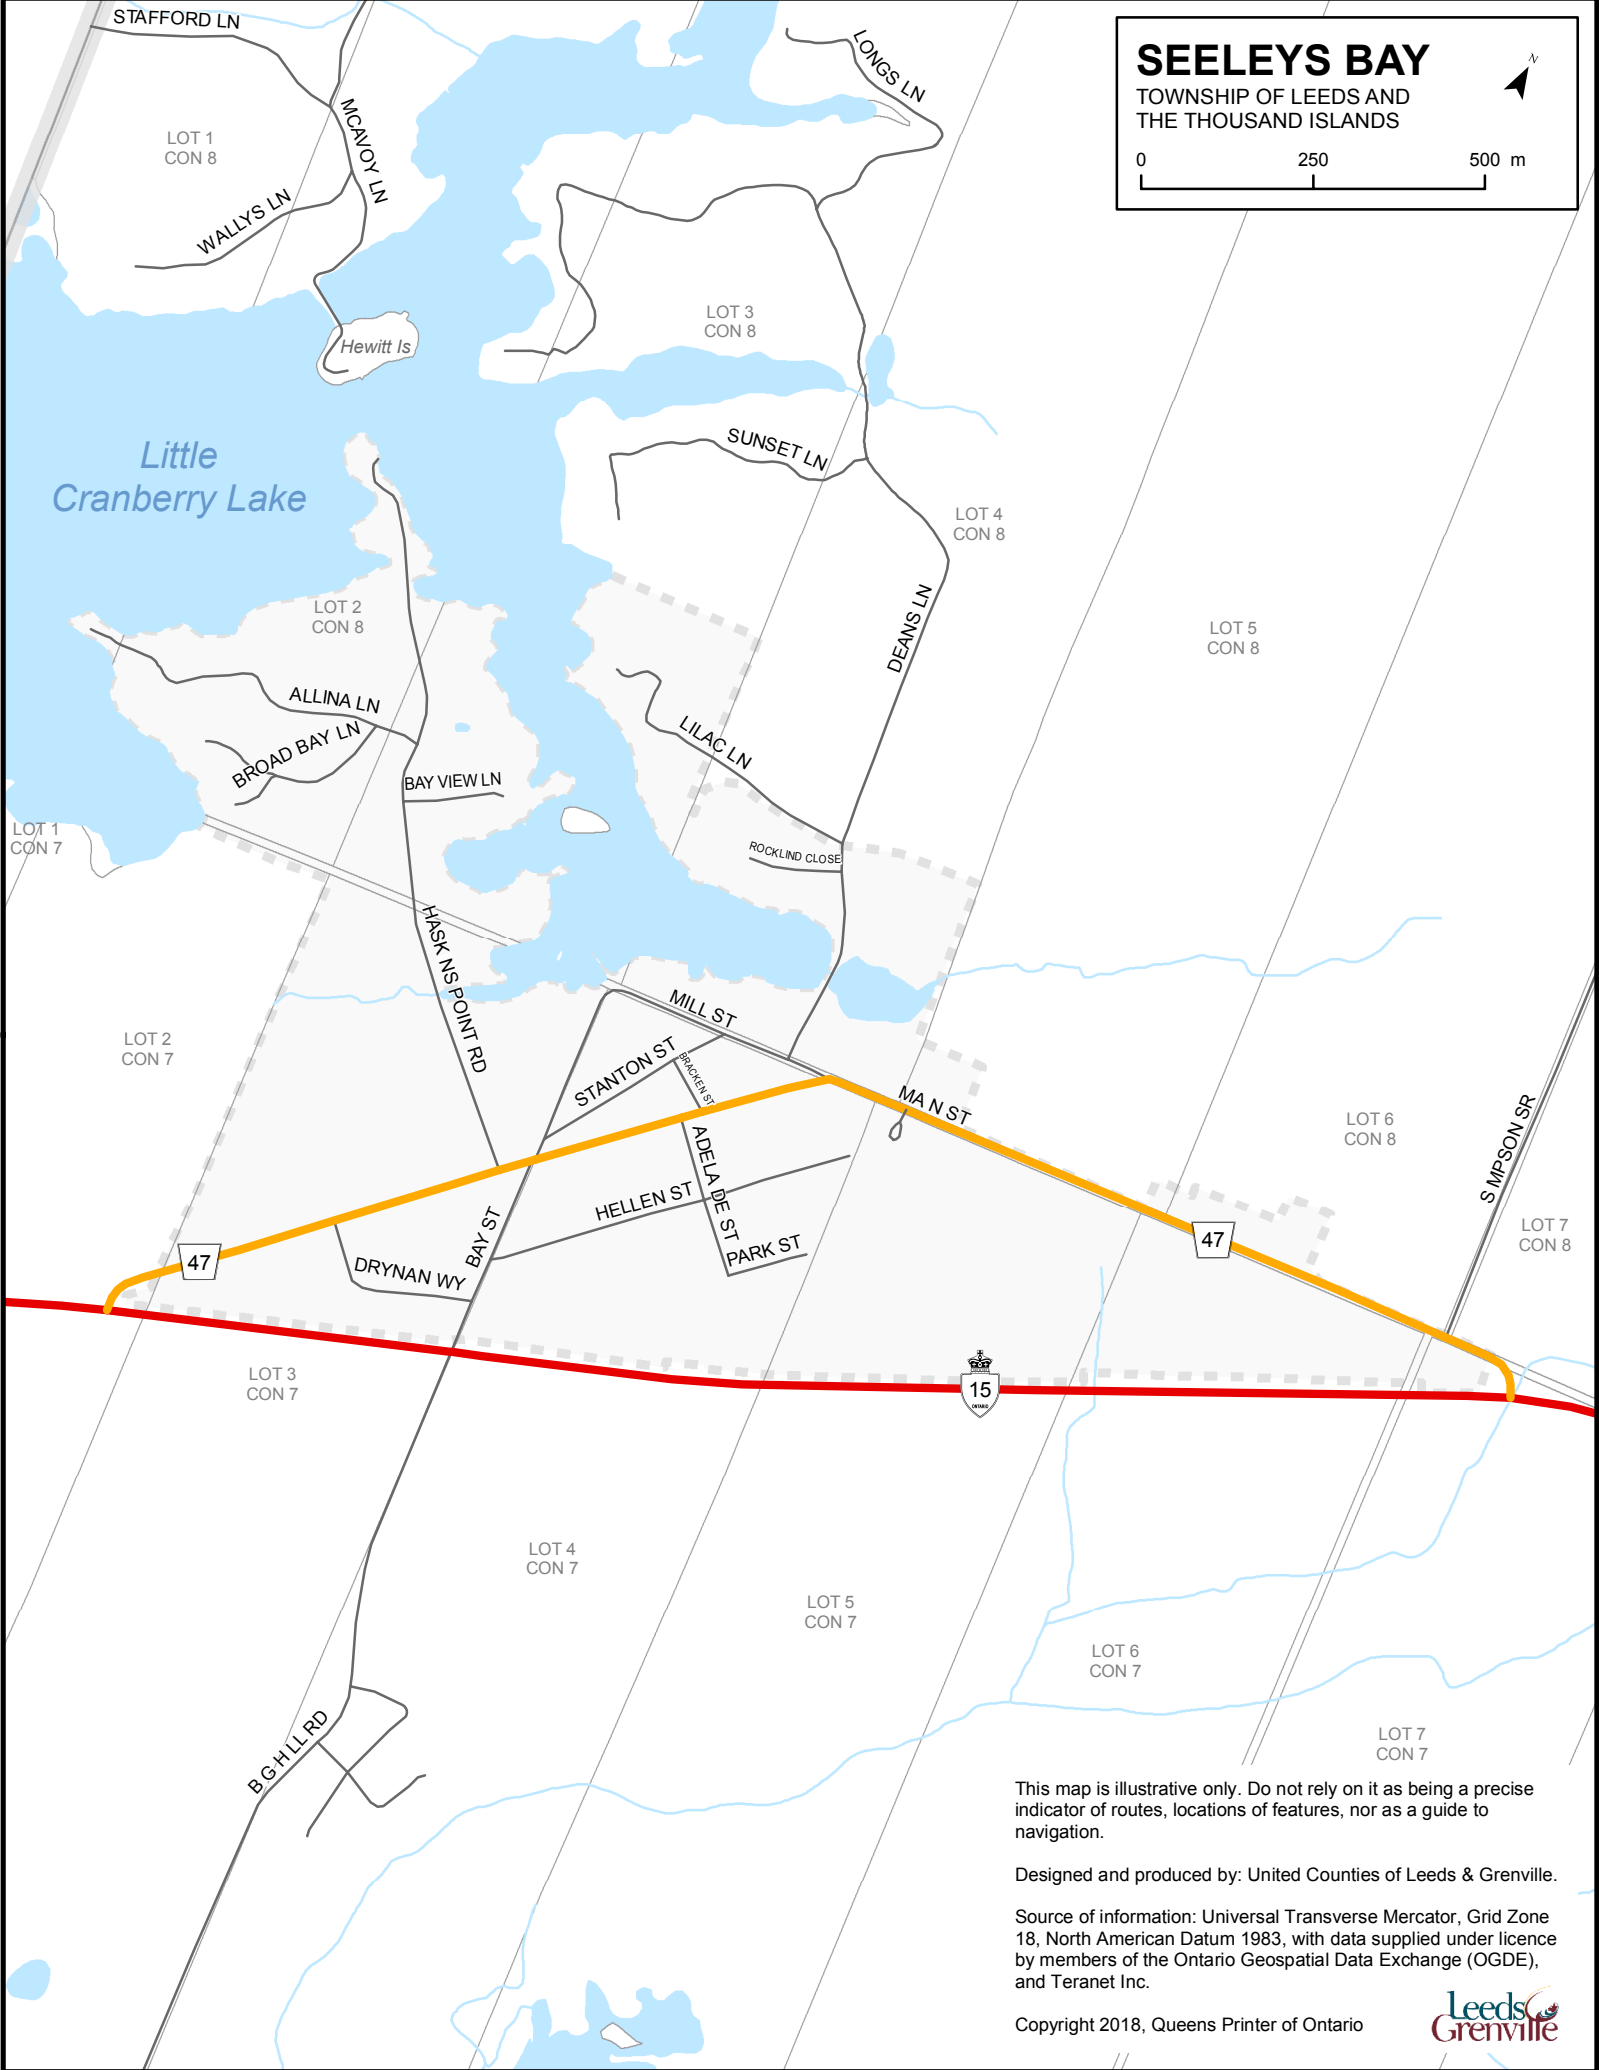 STAFFORD LN
LONGS LN
SEELEYS BAY
TOWNSHIP OF LEEDS AND
THE THOUSAND ISLANDS
N
0 250 500 m
MCAVOY LN
LOT 1
CON 8
WALLYS LN
LOT 3
CON 8
Hewitt Is
Little
Cranberry Lake
SUNSET LN
LOT 4
CON 8
LOT 2
CON 8
DEANS LN
LOT 5
CON 8
ALLINA LN
BROAD BAY LN
LILAC LN
BAY VIEW LN
LOT 1
CON 7
ROCKLIND CLOSE
HASK NS POINT RD
MILL ST
LOT 2
CON 7
STANTON ST
BRACKEN ST
MA N ST
LOT 6
CON 8
S MPSON SR
ADELA DE ST
HELLEN ST
BAY ST
PARK ST
47
47
LOT 7
CON 8
DRYNAN WY
LOT 3
CON 7
15
ONTARIO
LOT 4
CON 7
LOT 5
CON 7
LOT 6
CON 7
B G H LL RD
LOT 7
CON 7
This map is illustrative only. Do not rely on it as being a precise
indicator of routes, locations of features, nor as a guide to
navigation.
Designed and produced by: United Counties of Leeds & Grenville.
Source of information: Universal Transverse Mercator, Grid Zone
18, North American Datum 1983, with data supplied under licence
by members of the Ontario Geospatial Data Exchange (OGDE),
and Teranet Inc.
Copyright 2018, Queens Printer of Ontario
Leeds
Grenville